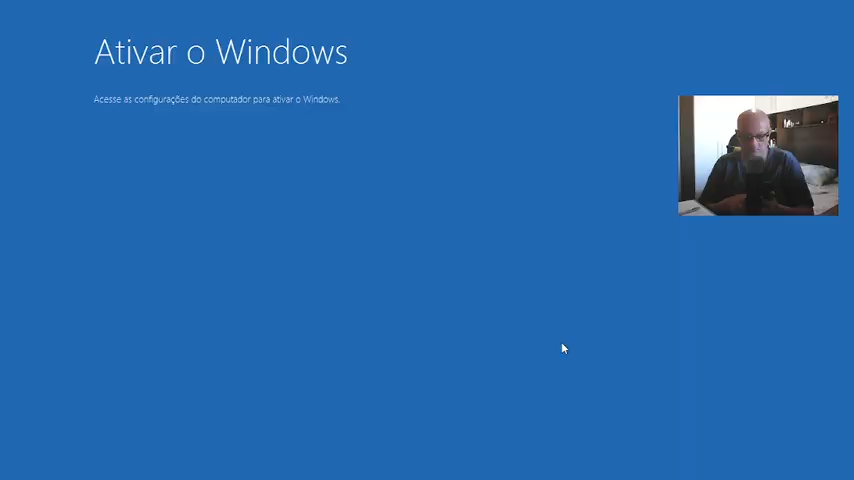 Ativar o Windows
Acesse as configurações do computador para ativar o Windows.